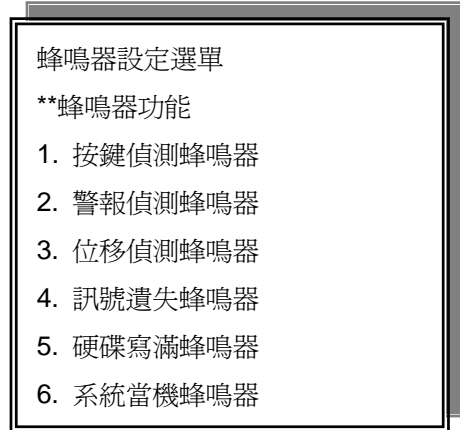 蜂鳴器設定選單
**蜂鳴器功能
1. 按鍵偵測蜂鳴器
2. 警報偵測蜂鳴器
3. 位移偵測蜂鳴器
4. 訊號遺失蜂鳴器
5. 硬碟寫滿蜂鳴器
6. 系統當機蜂鳴器